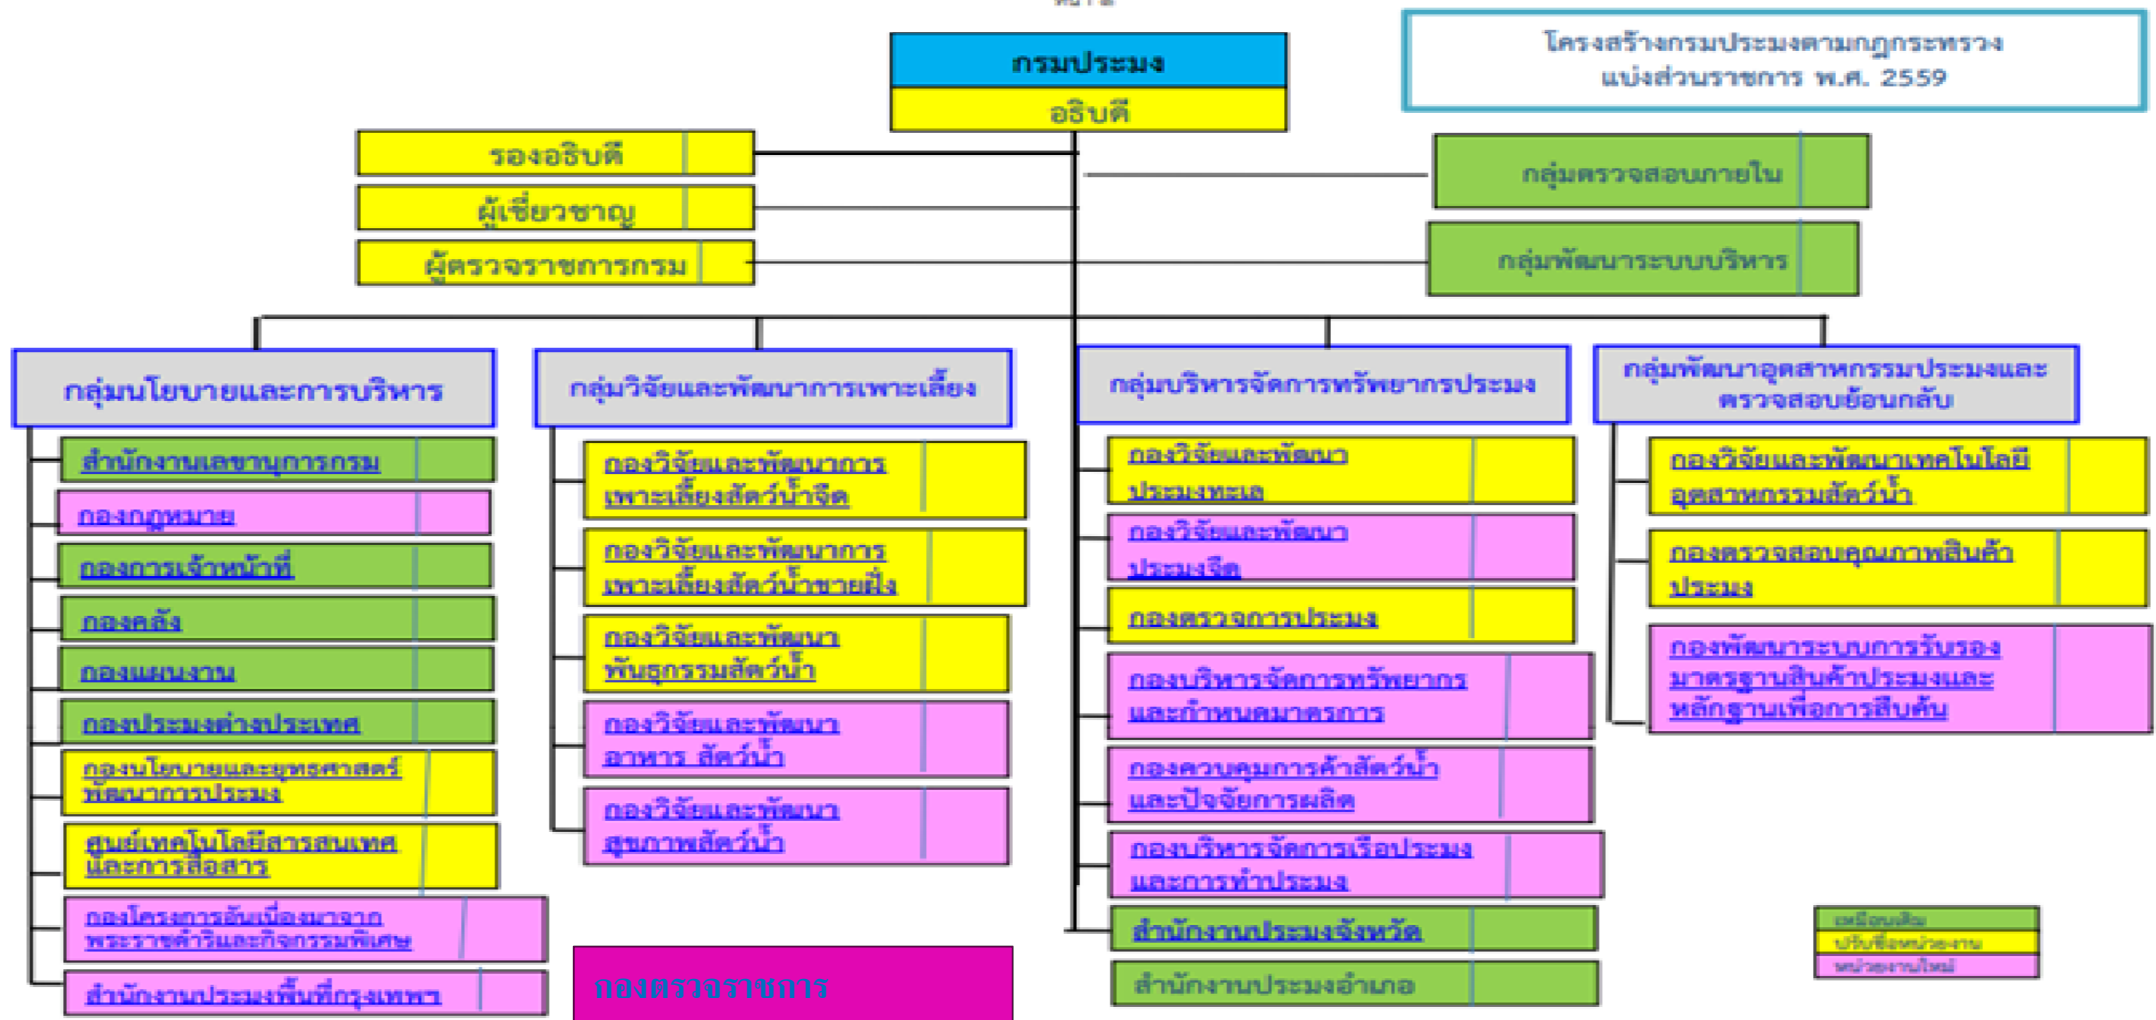 กรมประมง
อธิบดี
โครงสร้างกรมประมงตามกฎกระทรวง
แบ่งส่วนราชการ พ.ศ. 2559
รองอธิบดี
ผู้เชี่ยวชาญ
ผู้ตรวจราชการกรม
กลุ่มตรวจสอบภายใน
กลุ่มพัฒนาระบบบริหาร
กลุ่มนโยบายและการบริหาร
สำนักงานเลขานุการกรม
กองกฎหมาย
กองการเจ้าหน้าที่
กองคลัง
กองแผนงาน
กองประมงต่างประเทศ
กองนโยบายและยุทธศาสตร์
พัฒนาการประมง
ศูนย์เทคโนโลยีสารสนเทศ
และการสื่อสาร
กองโครงการอันเนื่องมาจาก
พระราชดำริและกิจกรรมพิเศษ
สำนักงานประมงพื้นที่กรุงเทพฯ
กลุ่มวิจัยและพัฒนาการเพาะเลี้ยง
กองวิจัยและพัฒนาการ
เพาะเลี้ยงสัตว์น้ำจืด
กองวิจัยและพัฒนาการ
เพาะเลี้ยงสัตว์น้ำชายฝั่ง
กองวิจัยและพัฒนา
พันธุกรรมสัตว์น้ำ
กองวิจัยและพัฒนา
อาหาร สัตว์น้ำ
กองวิจัยและพัฒนา
สุขภาพสัตว์น้ำ
กองตรวจราชการ
กลุ่มบริหารจัดการทรัพยากรประมง
กองวิจัยและพัฒนา
ประมงทะเล
กองวิจัยและพัฒนา
ประมงจืด
กองตรวจการประมง
กองบริหารจัดการทรัพยากร
และกำหนดมาตรการ
กองควบคุมการค้าสัตว์น้ำ
และปัจจัยการผลิต
กองบริหารจัดการเรือประมง
และการทำประมง
สำนักงานประมงจังหวัด
สำนักงานประมงอำเภอ
กลุ่มพัฒนาอุตสาหกรรมประมงและ
ตรวจสอบย้อนกลับ
กองวิจัยและพัฒนาเทคโนโลยี
อุตสาหกรรมสัตว์น้ำ
กองตรวจสอบคุณภาพสินค้า
ประมง
กองพัฒนาระบบการรับรอง
มาตรฐานสินค้าประมงและ
หลักฐานเพื่อการสืบค้น
เหมือนเดิม
ปรับชื่อหน่วยงาน
หน่วยงานใหม่